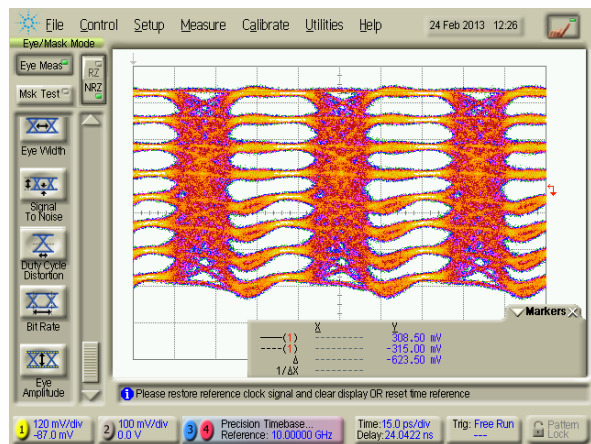 File Control Setup Measure Calibrate Utilities Help 24 Feb 2013 12:26
Eye/Mask Mode
Eye Meas
RZ
NRZ
Msk Test
Eye Width
Signal
To Noise
Duty Cycle
Distortion
Bit Rate
Eye
Amplitude
Markers
X Y
(1) --------- 308.50 mV
(1) --------- -315.00 mV
Δ --------- -623.50 mV
1/ΔX ---------
Please restore reference clock signal and clear display OR reset time reference
1 120 mV/div 2 100 mV/div 3 4 Precision Timebase... Time:15.0 ps/div Trig: Free Run Pattern
-87.0 mV 0.0 V Reference: 10.00000 GHz Delay:24.0422 ns --- Lock